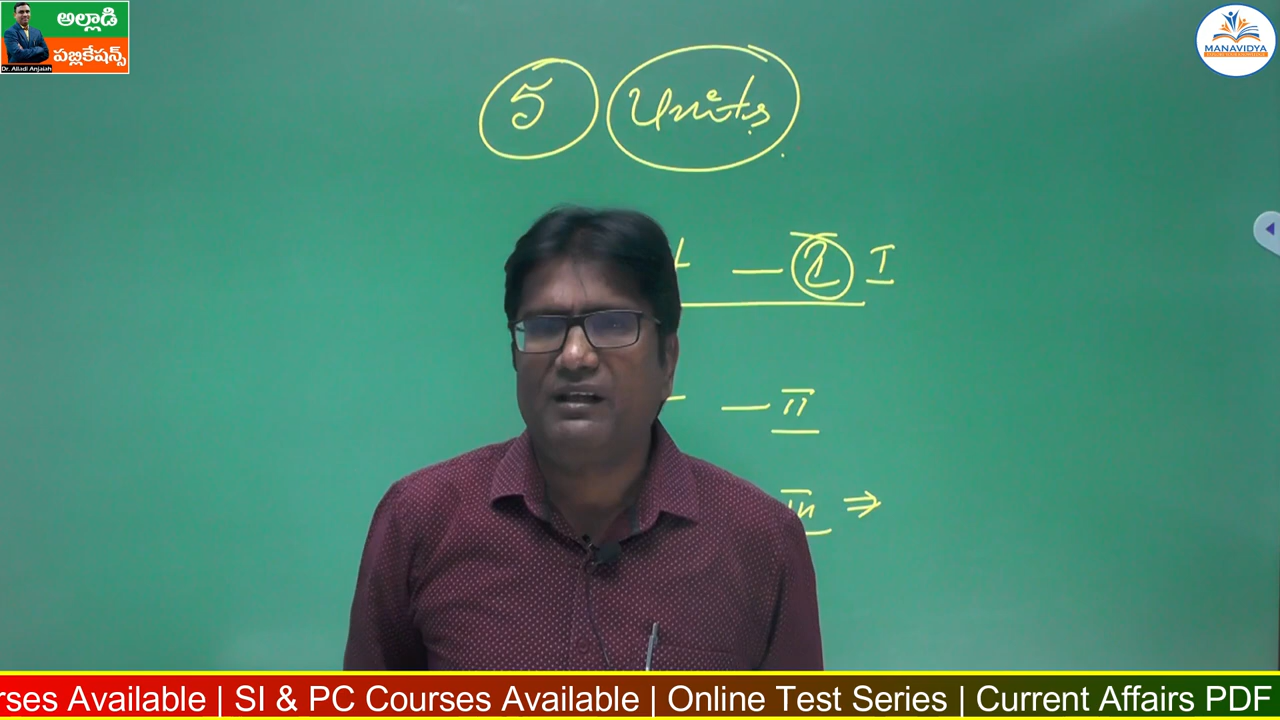 అల్లాడి
పబ్లికేషన్స్
Dr. Alladi Anjaiah
MANAVIDYA
5 Units
I I
II
III ⇒
rses Available | SI & PC Courses Available | Online Test Series | Current Affairs PDF